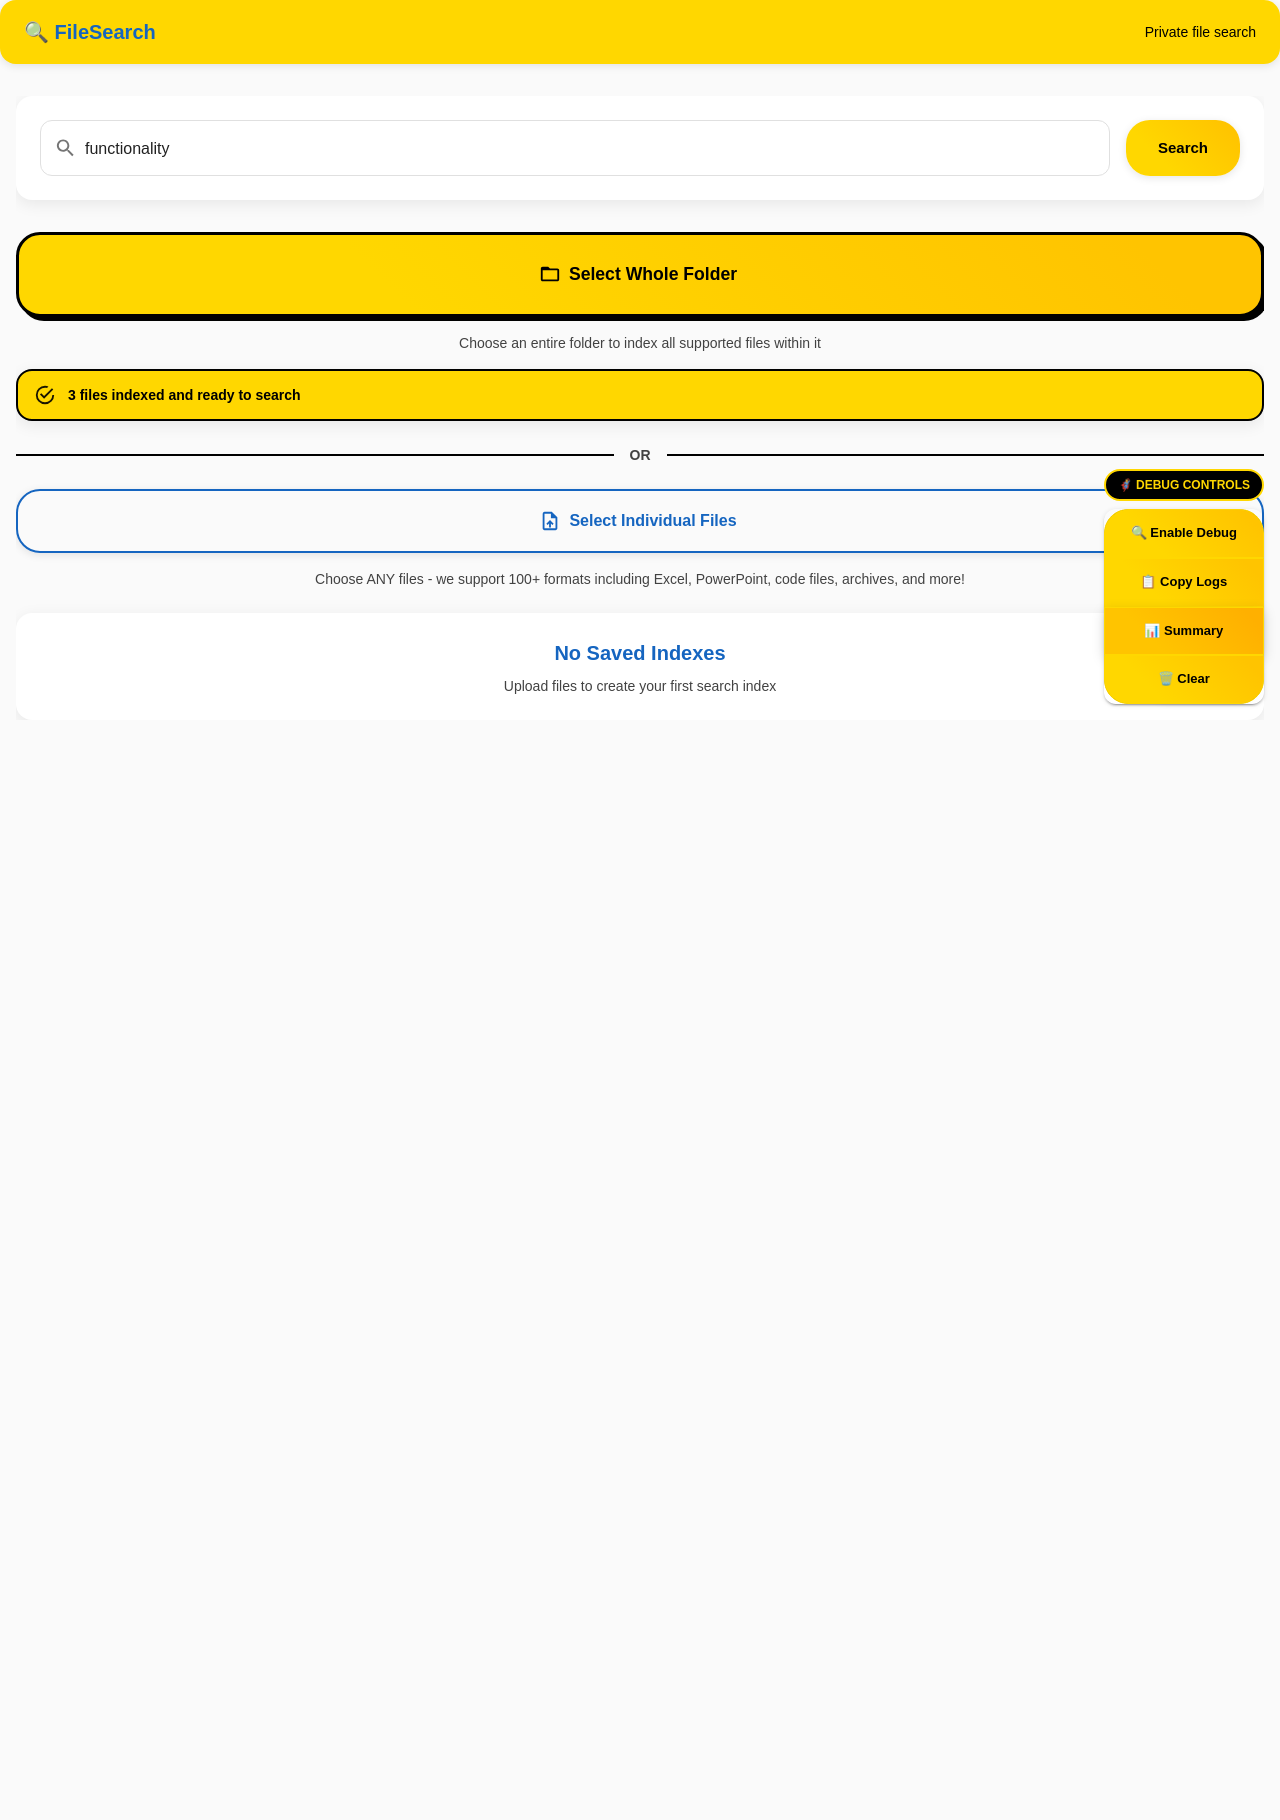 🔍 FileSearch
Private file search
functionality
Search
Select Whole Folder
Choose an entire folder to index all supported files within it
3 files indexed and ready to search
OR
🦸 DEBUG CONTROLS
Select Individual Files
🔍 Enable Debug
Choose ANY files - we support 100+ formats including Excel, PowerPoint, code files, archives, and more!
📋 Copy Logs
📊 Summary
No Saved Indexes
Upload files to create your first search index
🗑️ Clear